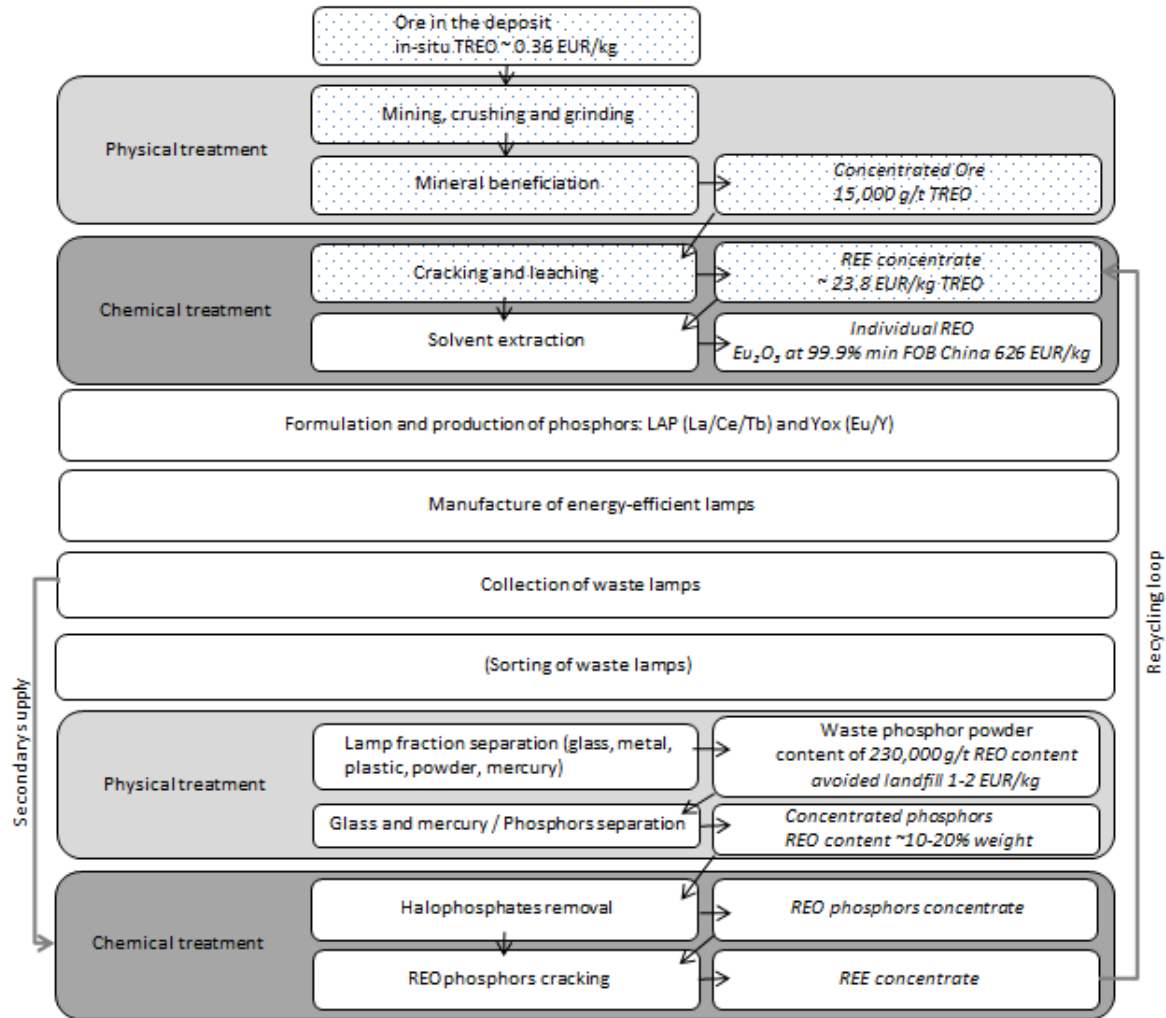 Ore in the deposit
in-situ TREO ~ 0.36 EUR/kg
Physical treatment
Mining, crushing and grinding
Mineral beneficiation
Concentrated Ore
15,000 g/t TREO
Chemical treatment
Cracking and leaching
REE concentrate
~ 23.8 EUR/kg TREO
Solvent extraction
Individual REO
Eu₂O₃ at 99.9% min FOB China 626 EUR/kg
Formulation and production of phosphors: LAP (La/Ce/Tb) and Yox (Eu/Y)
Manufacture of energy-efficient lamps
Collection of waste lamps
(Sorting of waste lamps)
Secondary supply
Recycling loop
Physical treatment
Lamp fraction separation (glass, metal,
plastic, powder, mercury)
Waste phosphor powder
content of 230,000 g/t REO content
avoided landfill 1-2 EUR/kg
Glass and mercury / Phosphors separation
Concentrated phosphors
REO content ~10-20% weight
Chemical treatment
Halophosphates removal
REO phosphors concentrate
REO phosphors cracking
REE concentrate